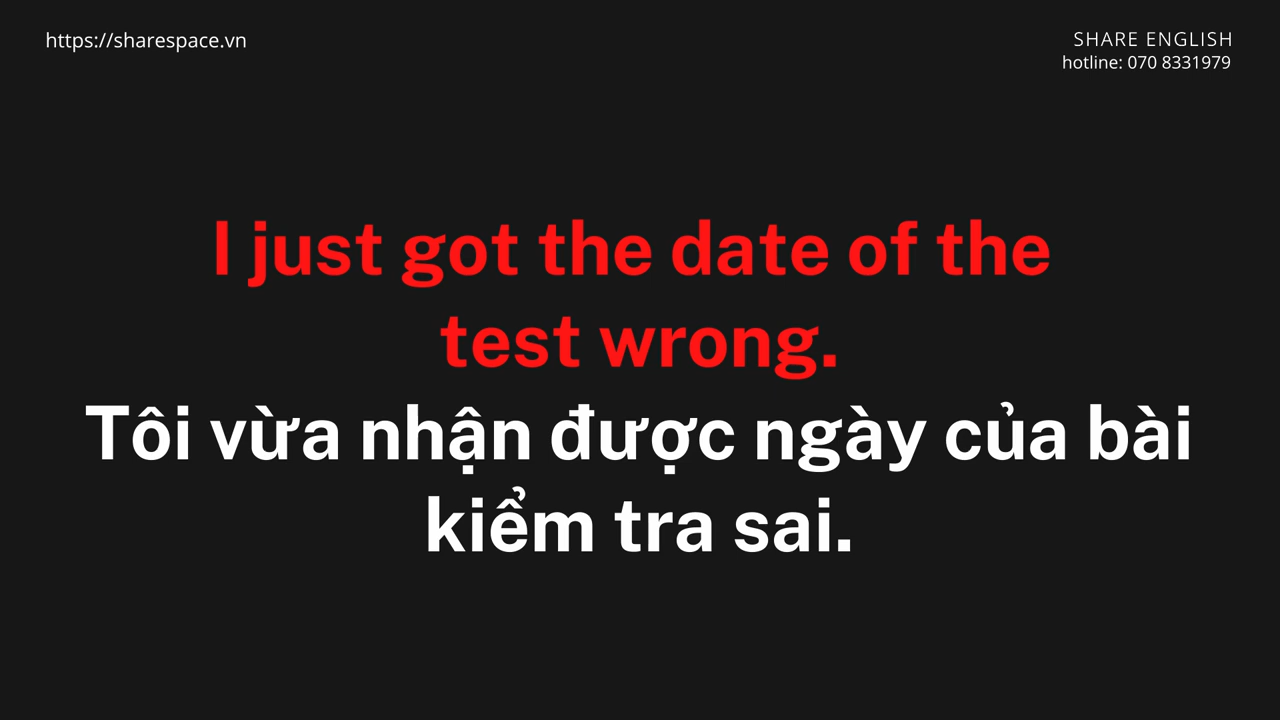 https://sharespace.vn
SHARE ENGLISH
hotline: 070 8331979
I just got the date of the
test wrong.
Tôi vừa nhận được ngày của bài
kiểm tra sai.